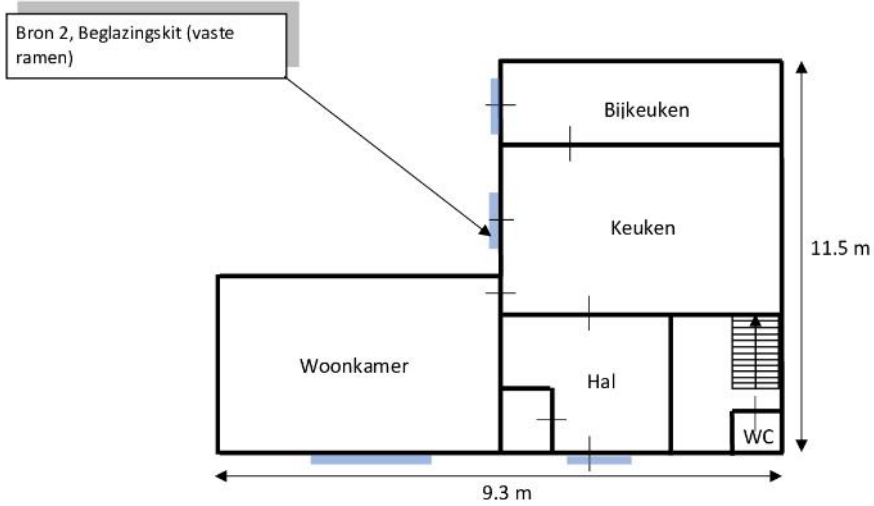 Bron 2, Beglazingskit (vaste
ramen)
Bijkeuken
Keuken
11.5 m
Woonkamer
Hal
WC
9.3 m